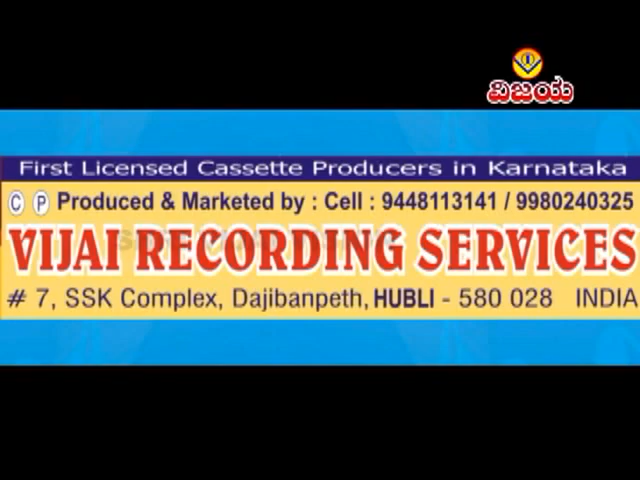 ವಿಜಯ
First Licensed Cassette Producers in Karnataka
C P Produced & Marketed by : Cell : 9448113141 / 9980240325
VIJAI RECORDING SERVICES
# 7, SSK Complex, Dajibanpeth, HUBLI - 580 028 INDIA